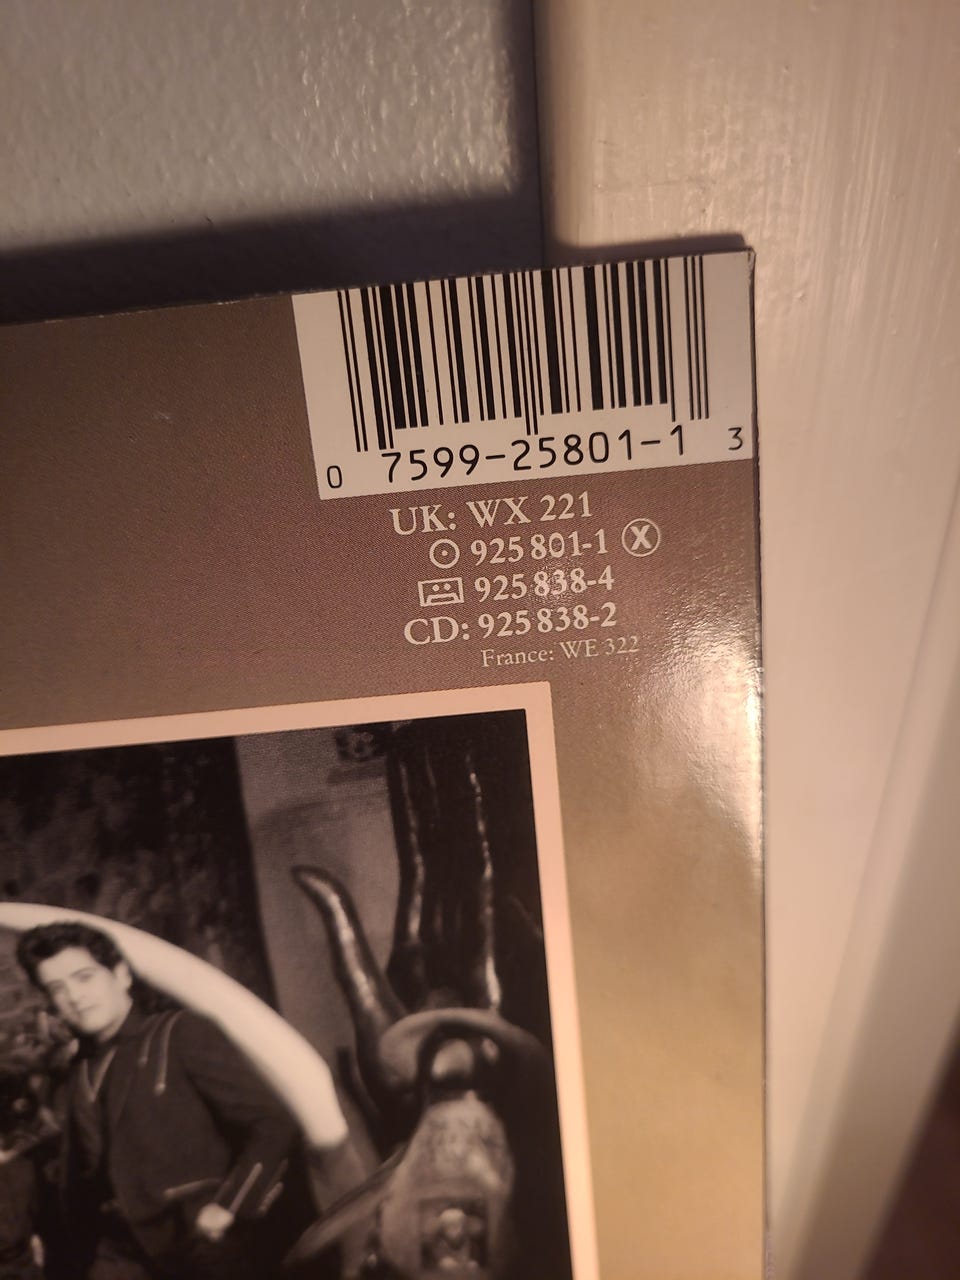 0 7599-25801-1 3
UK: WX 221
925 801-1 X
925 838-4
CD: 925 838-2
France: WE 322